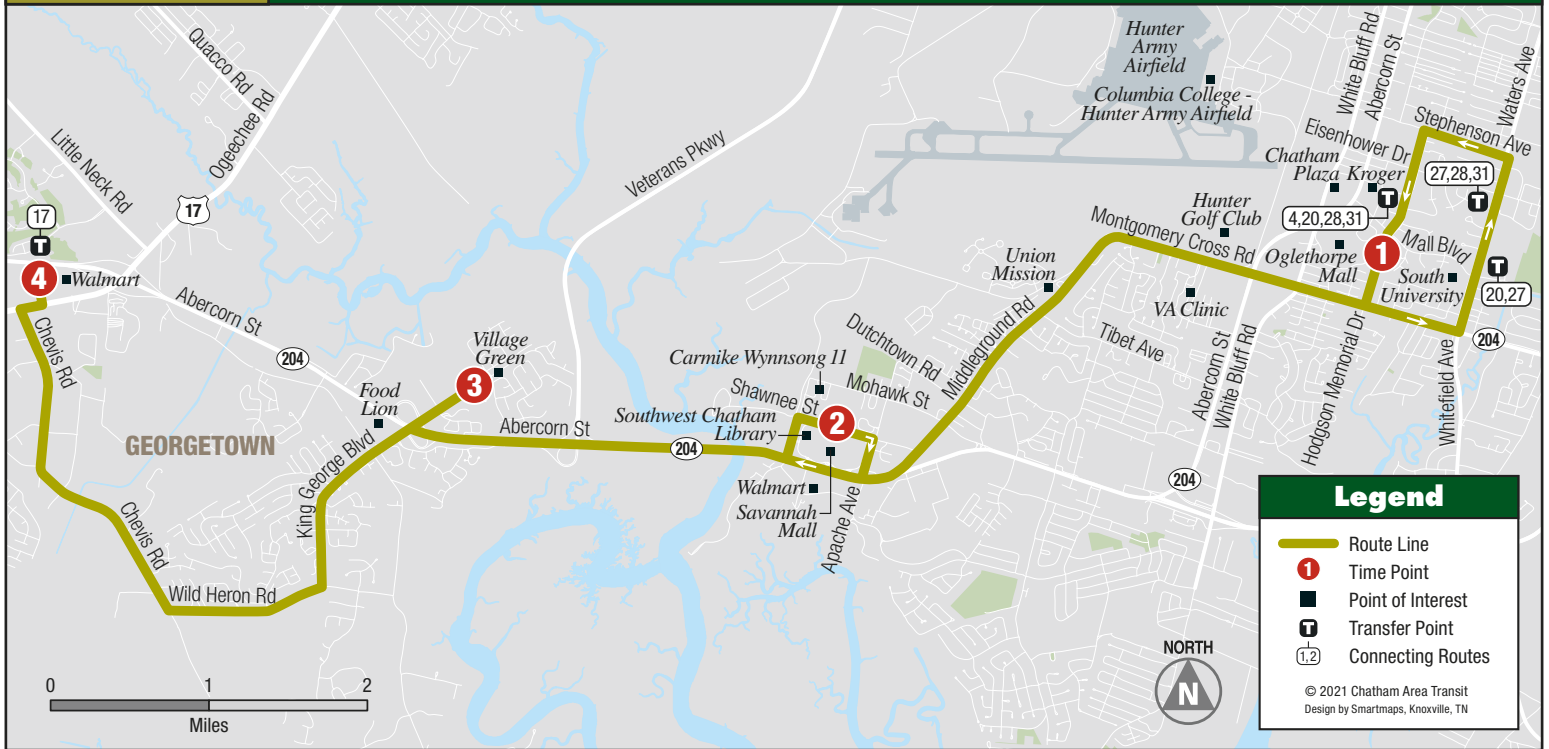 Quacco Rd
Little Neck Rd
Ogeechee Rd
17
17
T
4
Walmart
Chevis Rd
Abercorn St
204
Food
Lion
Village
Green
3
GEORGETOWN
King George Blvd
Chevis Rd
Wild Heron Rd
Abercorn St
204
Veterans Pkwy
Carmike Wynnsong 11
Shawnee St
Southwest Chatham
Library
2
Mohawk St
Dutchtown Rd
Middleground Rd
Walmart
Savannah
Mall
Apache Ave
Union
Mission
Montgomery Cross Rd
Hunter
Army
Airfield
Columbia College -
Hunter Army Airfield
Hunter
Golf Club
VA Clinic
Tibet Ave
Abercorn St
White Bluff Rd
204
White Bluff Rd
Abercorn St
Eisenhower Dr
Chatham
Plaza
Kroger
T
4,20,28,31
Oglethorpe
Mall
1
Mall Blvd
South
University
Stephenson Ave
Waters Ave
27,28,31
T
T
20,27
204
Hodgson Memorial Dr
Whitefield Ave
0 1 2
Miles
NORTH
N
Legend
Route Line
1 Time Point
Point of Interest
T Transfer Point
1,2 Connecting Routes
© 2021 Chatham Area Transit
Design by Smartmaps, Knoxville, TN